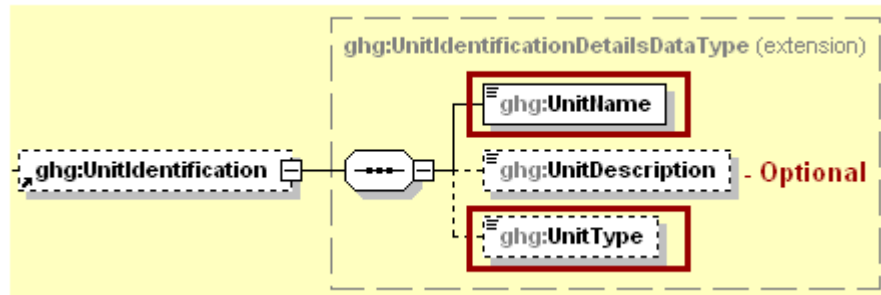 ghg:UnitIdentificationDetailsDataType (extension)
ghg:UnitName
ghg:UnitIdentification
ghg:UnitDescription - Optional
ghg:UnitType